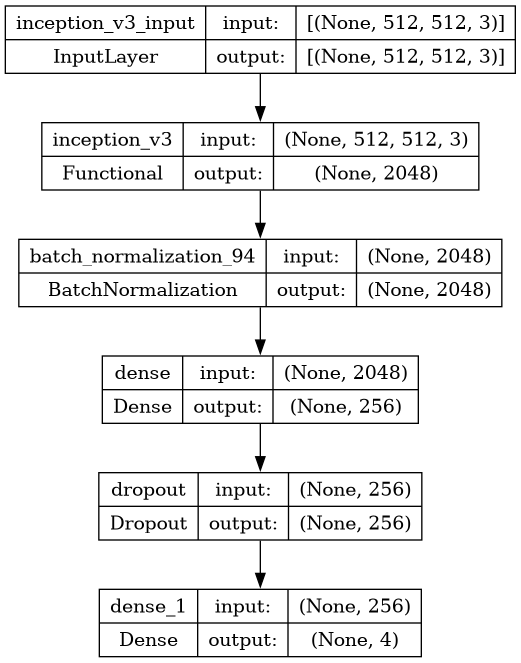 inception_v3_input input: [(None, 512, 512, 3)]
InputLayer output: [(None, 512, 512, 3)]
inception_v3 input: (None, 512, 512, 3)
Functional output: (None, 2048)
batch_normalization_94 input: (None, 2048)
BatchNormalization output: (None, 2048)
dense input: (None, 2048)
Dense output: (None, 256)
dropout input: (None, 256)
Dropout output: (None, 256)
dense_1 input: (None, 256)
Dense output: (None, 4)